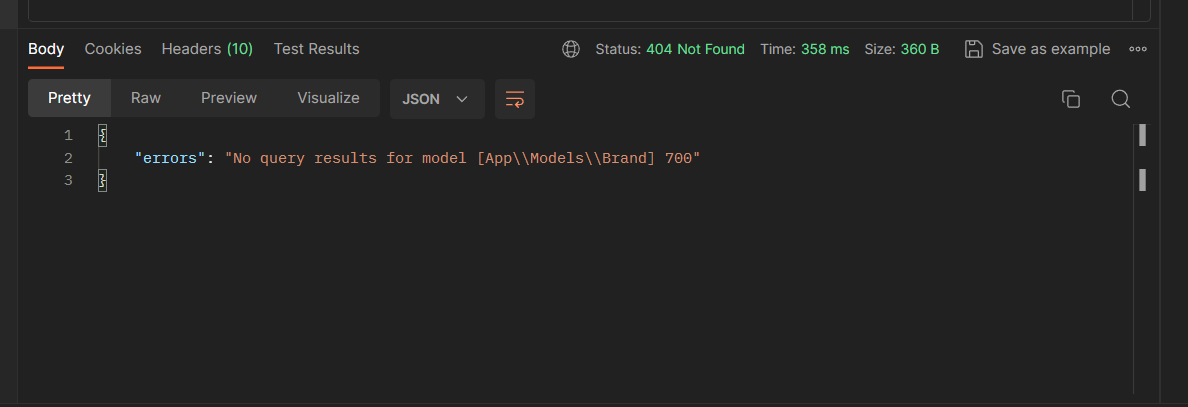 Body Cookies Headers (10) Test Results Status: 404 Not Found Time: 358 ms Size: 360 B Save as example
Pretty Raw Preview Visualize JSON
1 {
2 "errors": "No query results for model [App\\Models\\Brand] 700"
3 }